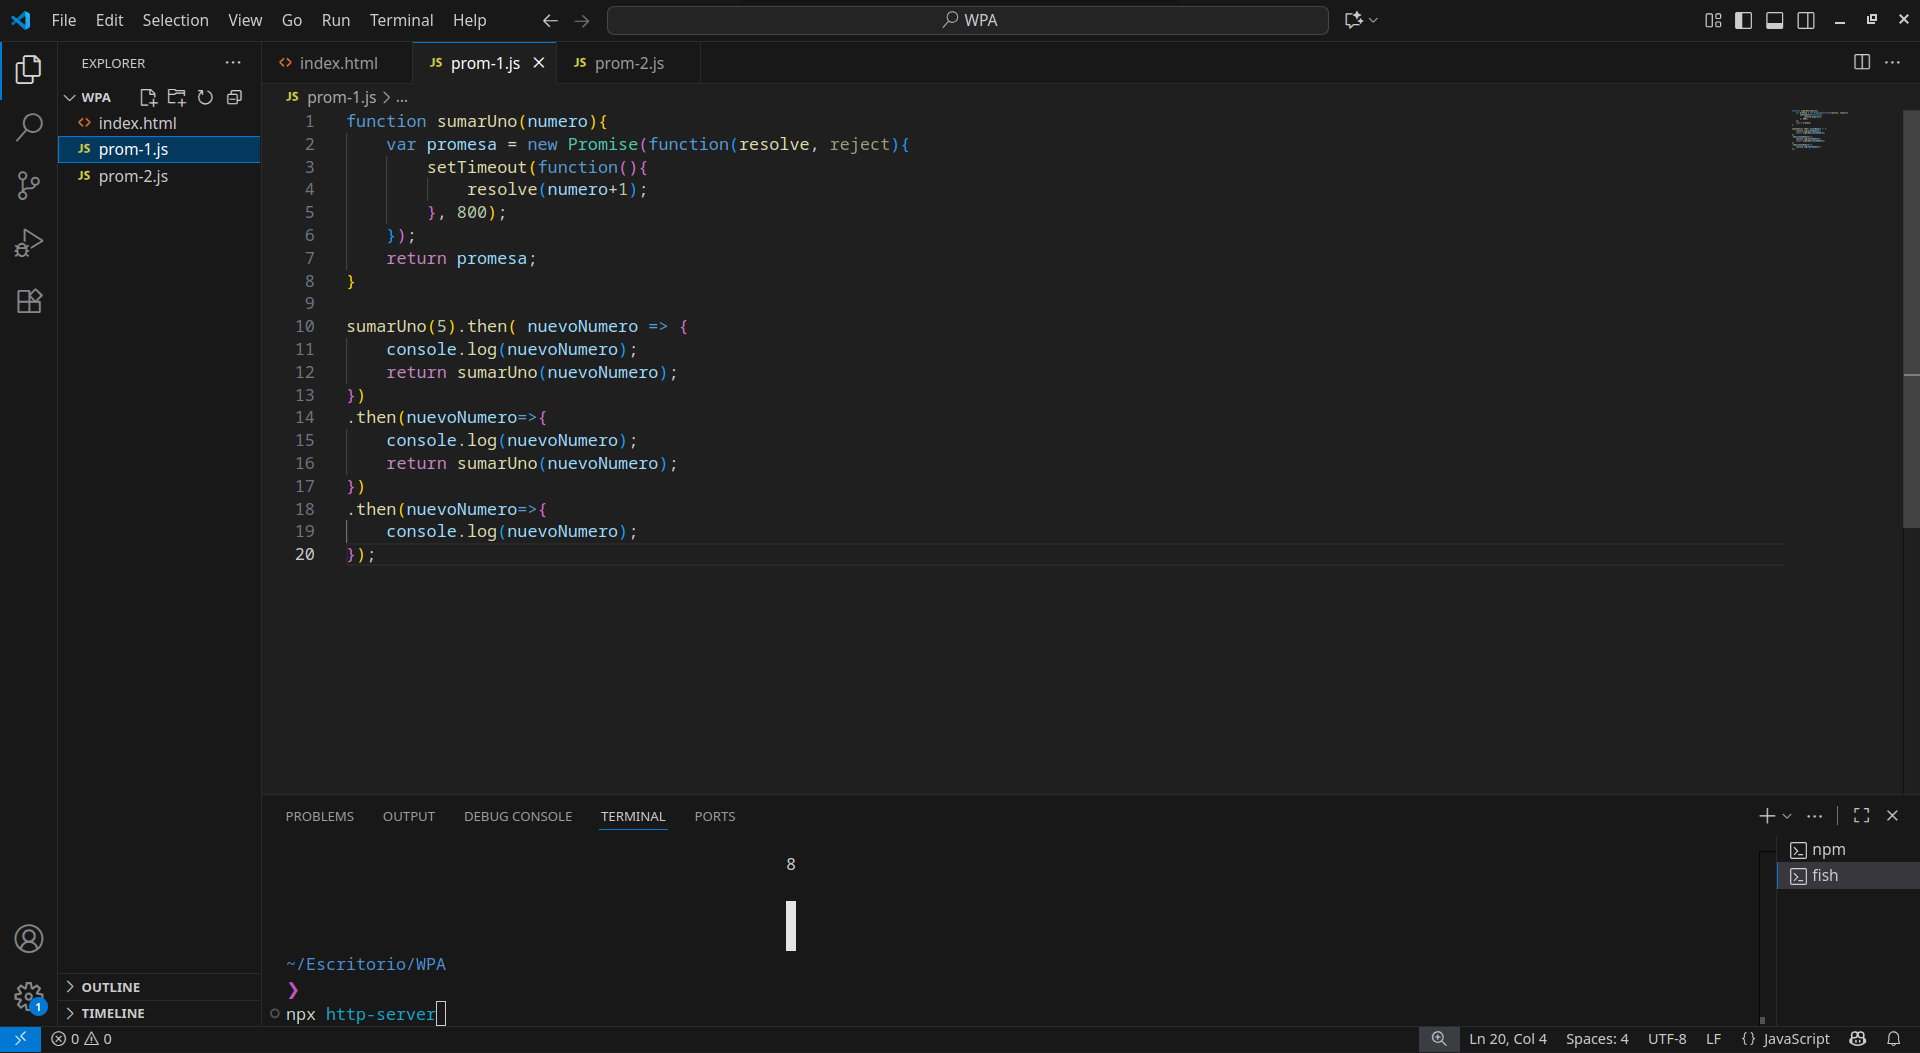 File Edit Selection View Go Run Terminal Help
WPA
EXPLORER
WPA
index.html
JS prom-1.js
JS prom-2.js
OUTLINE
TIMELINE
index.html
JS prom-1.js
JS prom-2.js
JS prom-1.js > ...
1 function sumarUno(numero){
2 var promesa = new Promise(function(resolve, reject){
3 setTimeout(function(){
4 resolve(numero+1);
5 }, 800);
6 });
7 return promesa;
8 }
9
10 sumarUno(5).then( nuevoNumero => {
11 console.log(nuevoNumero);
12 return sumarUno(nuevoNumero);
13 })
14 .then(nuevoNumero=>{
15 console.log(nuevoNumero);
16 return sumarUno(nuevoNumero);
17 })
18 .then(nuevoNumero=>{
19 console.log(nuevoNumero);
20 });
PROBLEMS OUTPUT DEBUG CONSOLE TERMINAL PORTS
8
~/Escritorio/WPA
❯
npx http-server
npm
fish
1
0 0
Ln 20, Col 4 Spaces: 4 UTF-8 LF {} JavaScript